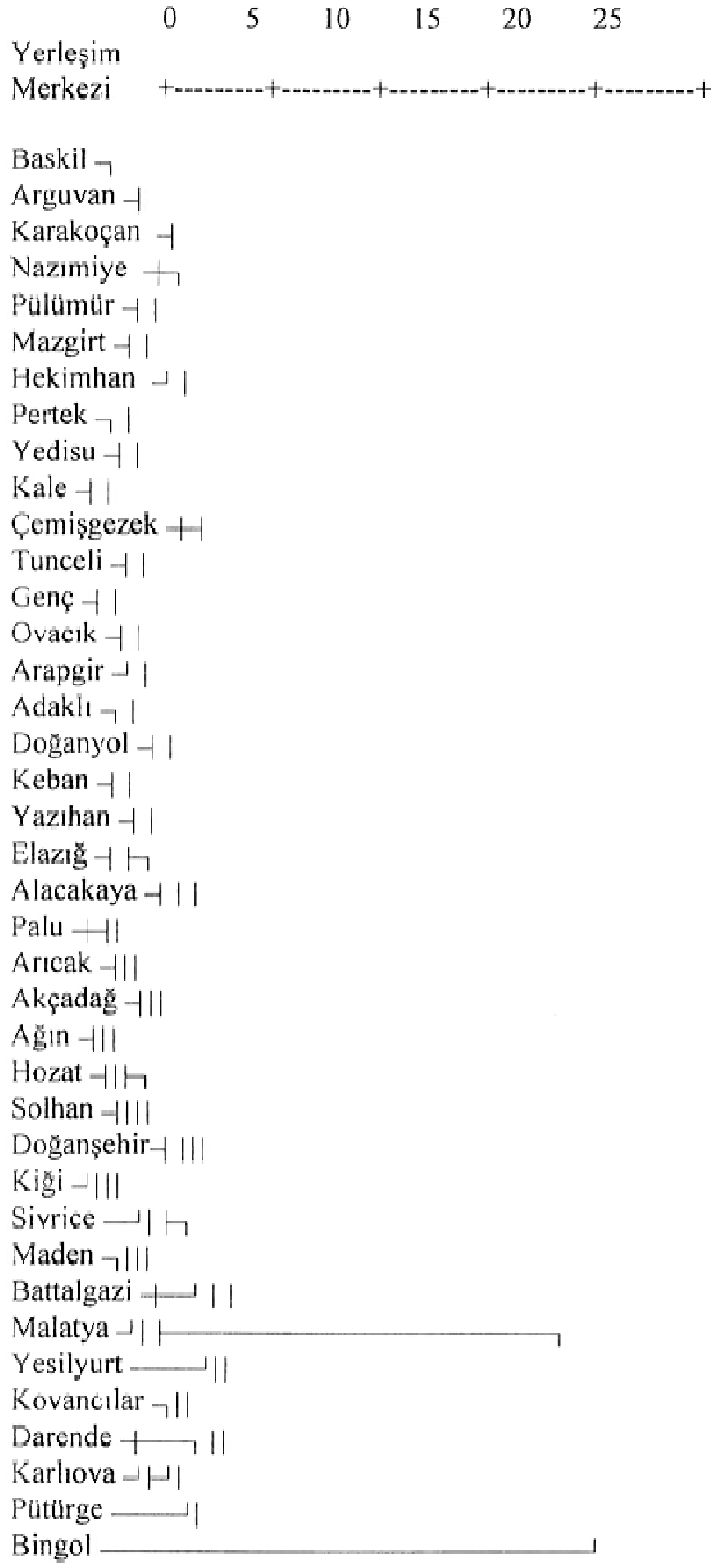 0 5 10 15 20 25
Yerleşim
Merkezi +---------+---------+---------+---------+---------+
Baskil
Arguvan
Karakoçan
Nazımiye
Pülümür
Mazgirt
Hekimhan
Pertek
Yedisu
Kale
Çemişgezek
Tunceli
Genç
Ovacık
Arapgir
Adaklı
Doğanyol
Keban
Yazıhan
Elazığ
Alacakaya
Palu
Arıcak
Akçadağ
Ağın
Hozat
Solhan
Doğanşehir
Kiği
Sivrice
Maden
Battalgazi
Malatya
Yesilyurt
Kovancılar
Darende
Karlıova
Pütürge
Bingol